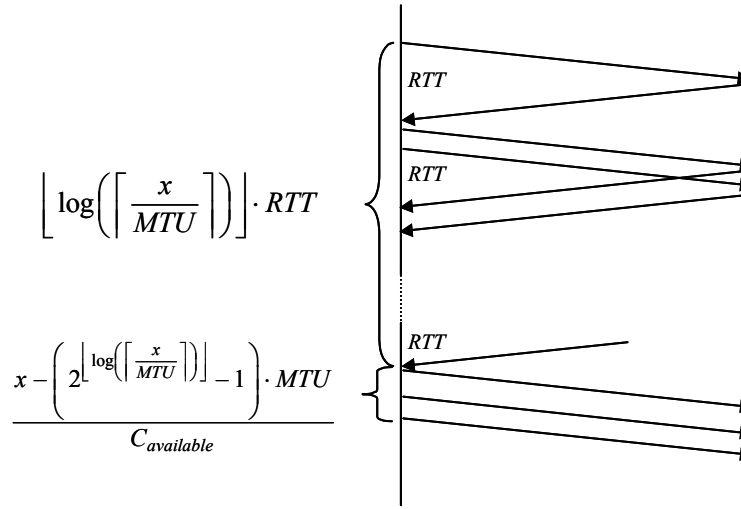 RTT
RTT
⌊ log(⌈ x / MTU ⌉) ⌋ · RTT
RTT
x − (2^⌊ log(⌈ x / MTU ⌉) ⌋ − 1) · MTU
C_available